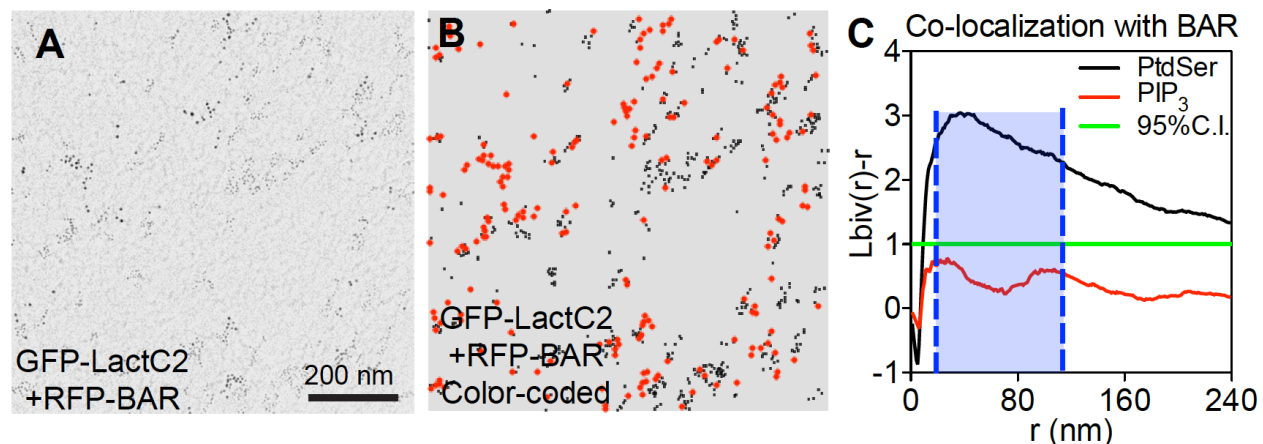 A
GFP-LactC2
+RFP-BAR
200 nm
B
GFP-LactC2
+RFP-BAR
Color-coded
C Co-localization with BAR
Lbiv(r)-r
4
3
2
1
0
-1
PtdSer
PIP₃
95%C.I.
0 80 160 240
r (nm)